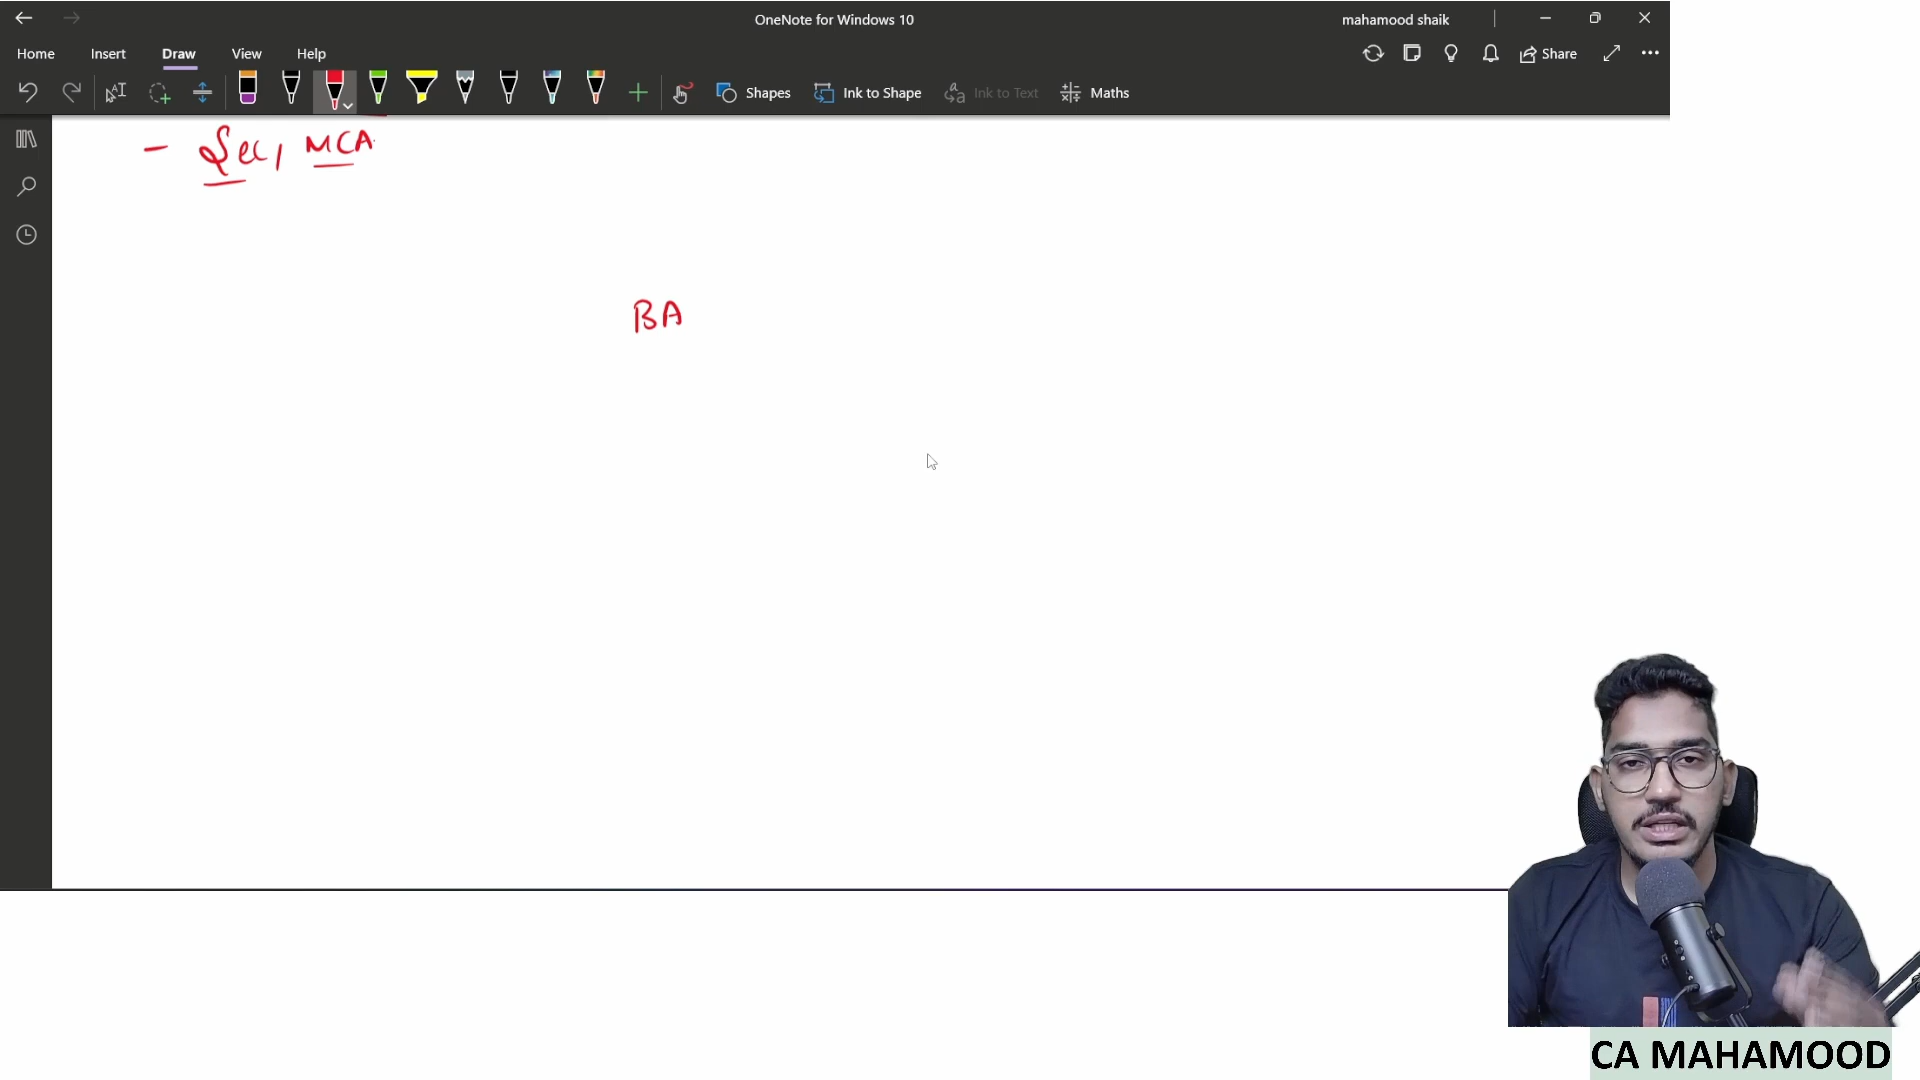 OneNote for Windows 10
mahamood shaik
Home Insert Draw View Help
Share
Shapes Ink to Shape Ink to Text Maths
- Sec, MCA
BA
CA MAHAMOOD